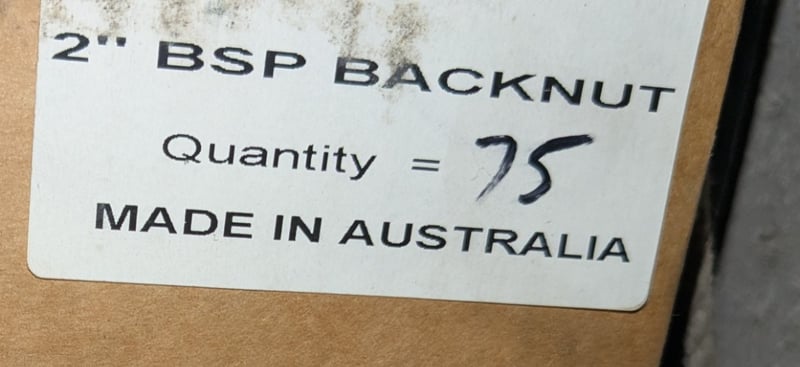 2" BSP BACKNUT
Quantity = 75
MADE IN AUSTRALIA